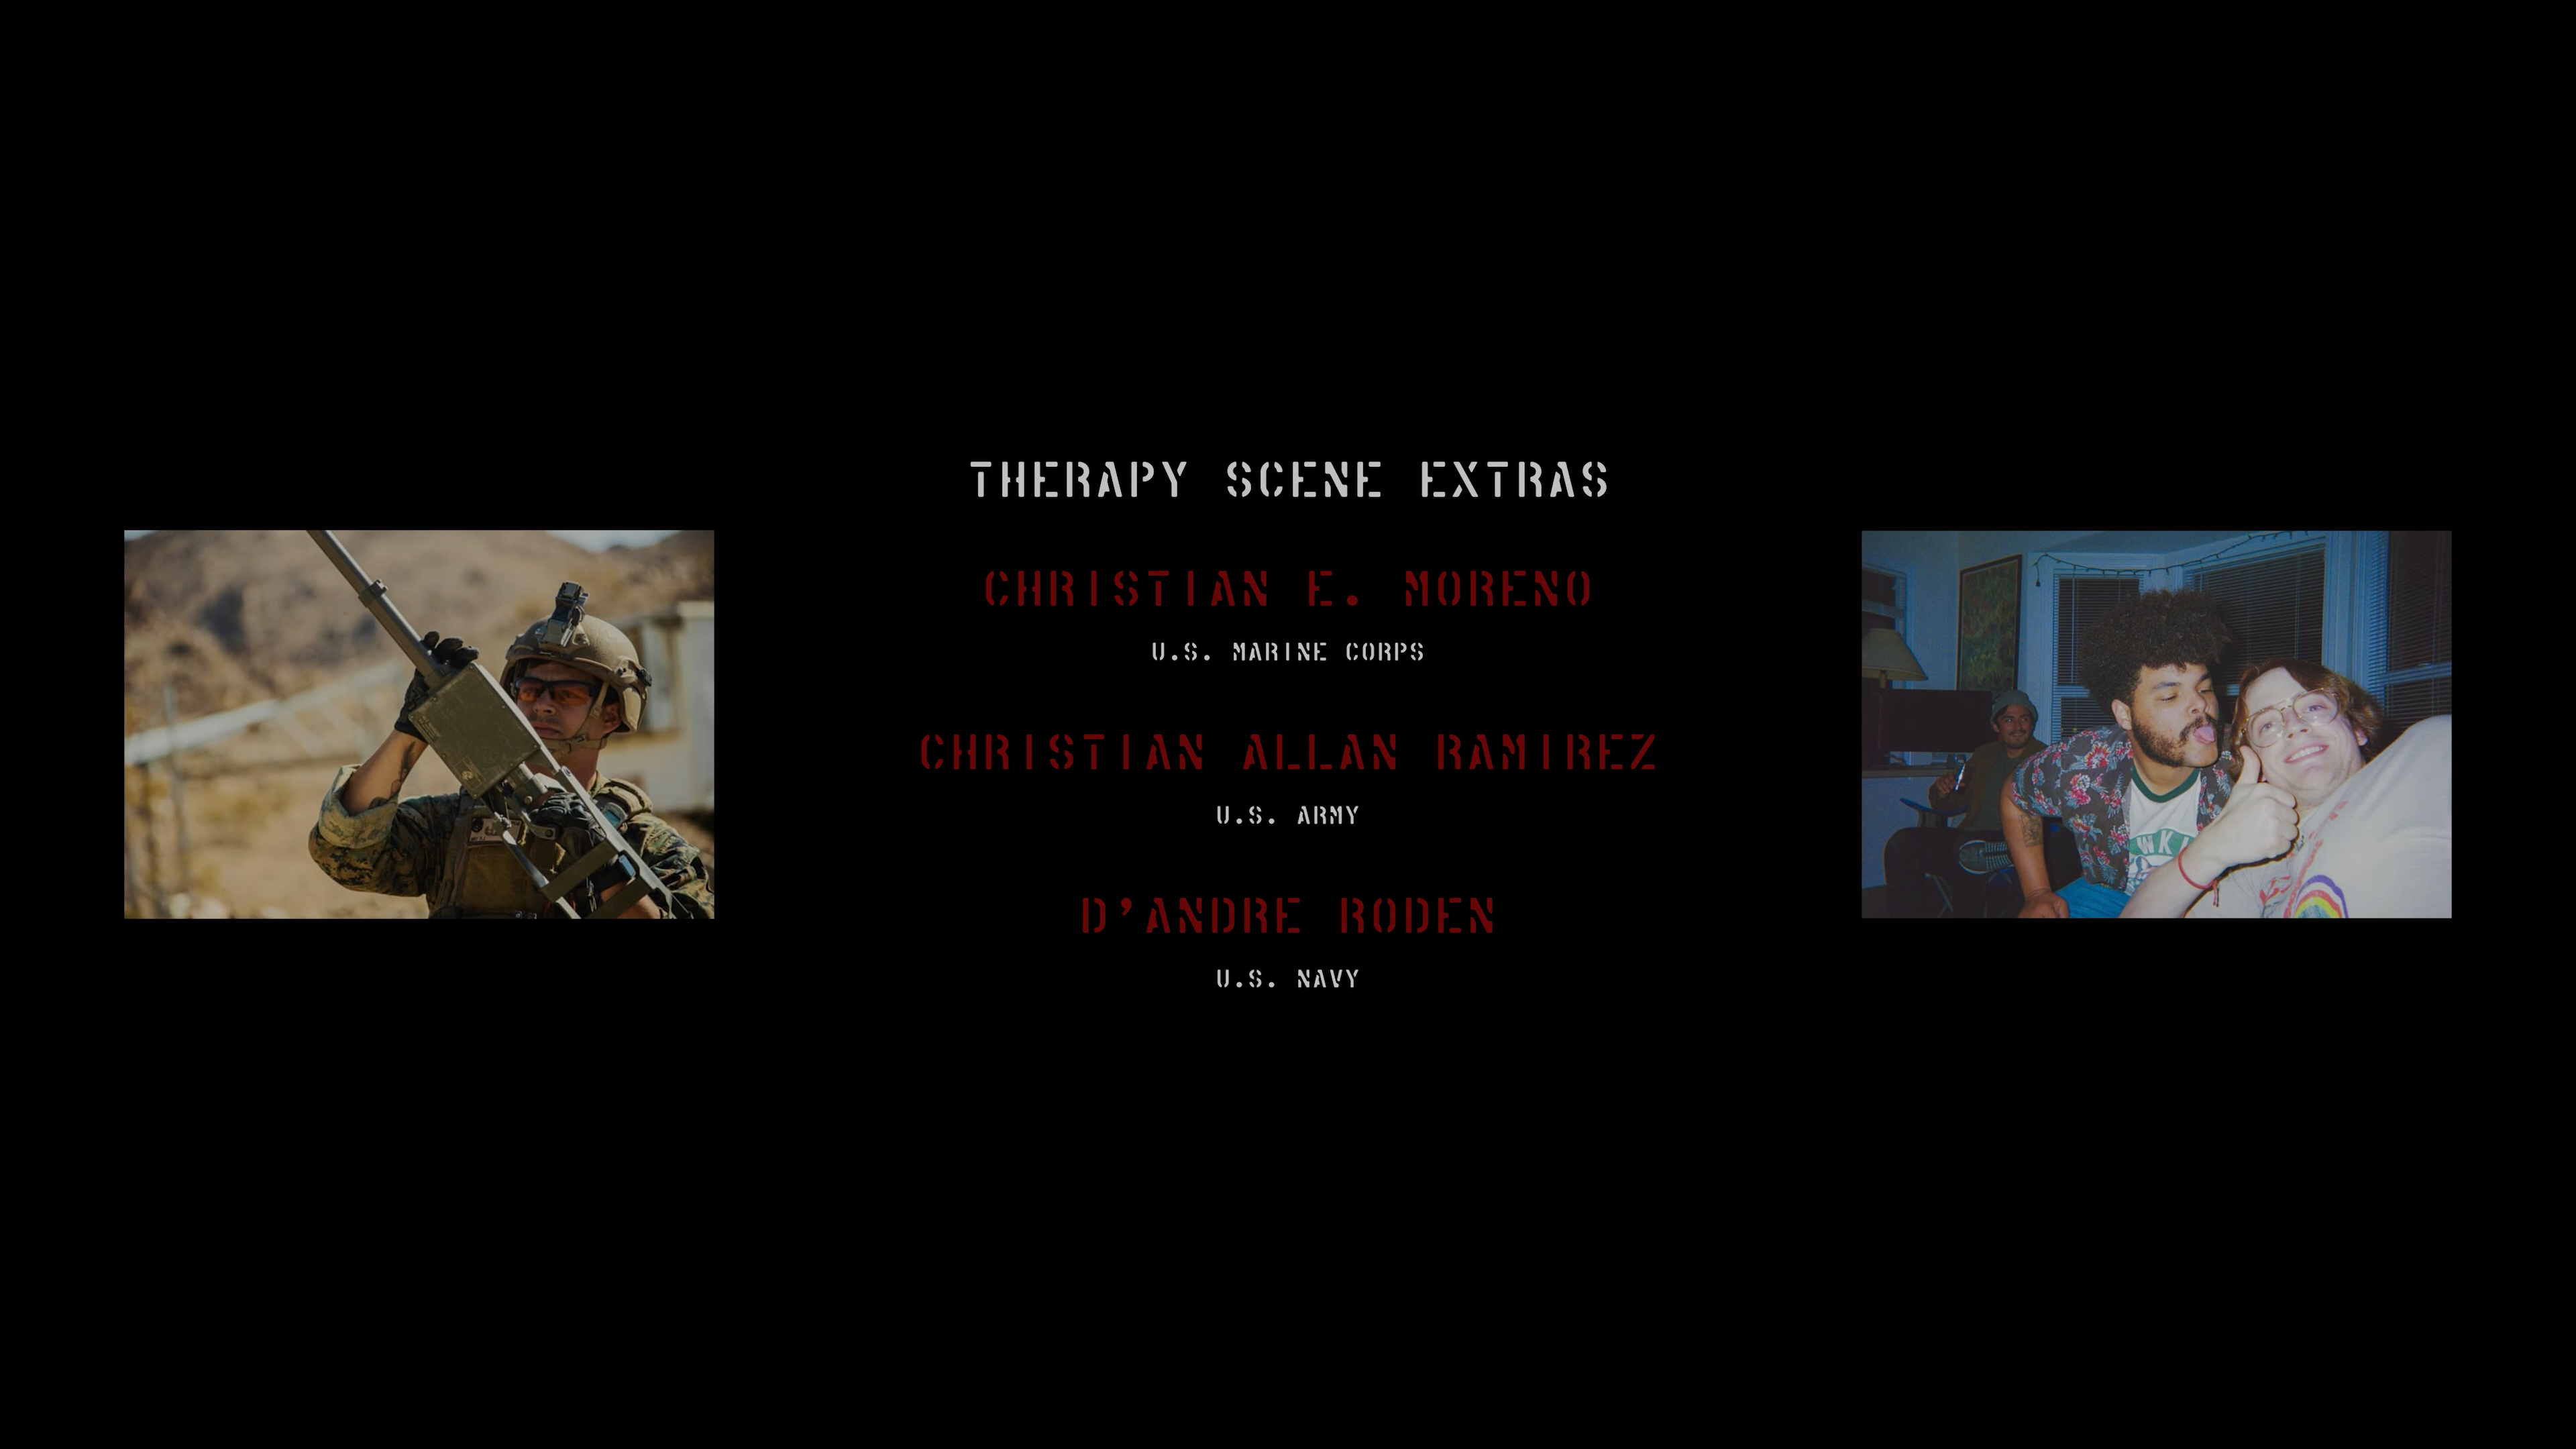 THERAPY SCENE EXTRAS
CHRISTIAN E. MORENO
U.S. MARINE CORPS
CHRISTIAN ALLAN RAMIREZ
U.S. ARMY
D’ANDRE RODEN
U.S. NAVY